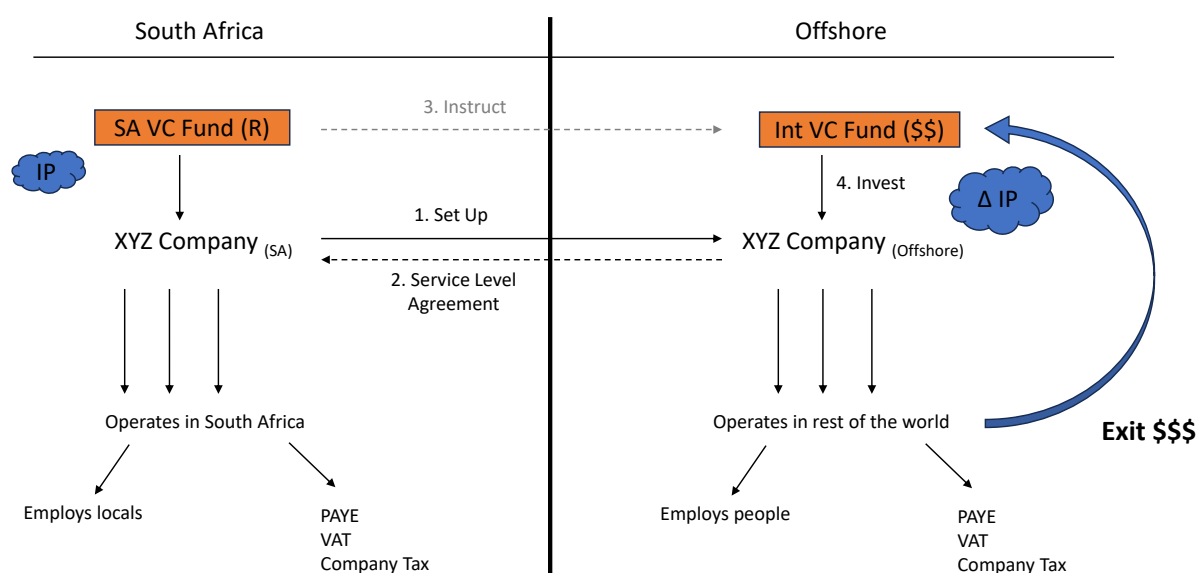 South Africa
Offshore
SA VC Fund (R)
3. Instruct
Int VC Fund ($$)
IP
4. Invest
Δ IP
1. Set Up
XYZ Company (SA)
XYZ Company (Offshore)
2. Service Level
Agreement
Operates in South Africa
Operates in rest of the world
Exit $$$
Employs locals
PAYE
VAT
Company Tax
Employs people
PAYE
VAT
Company Tax